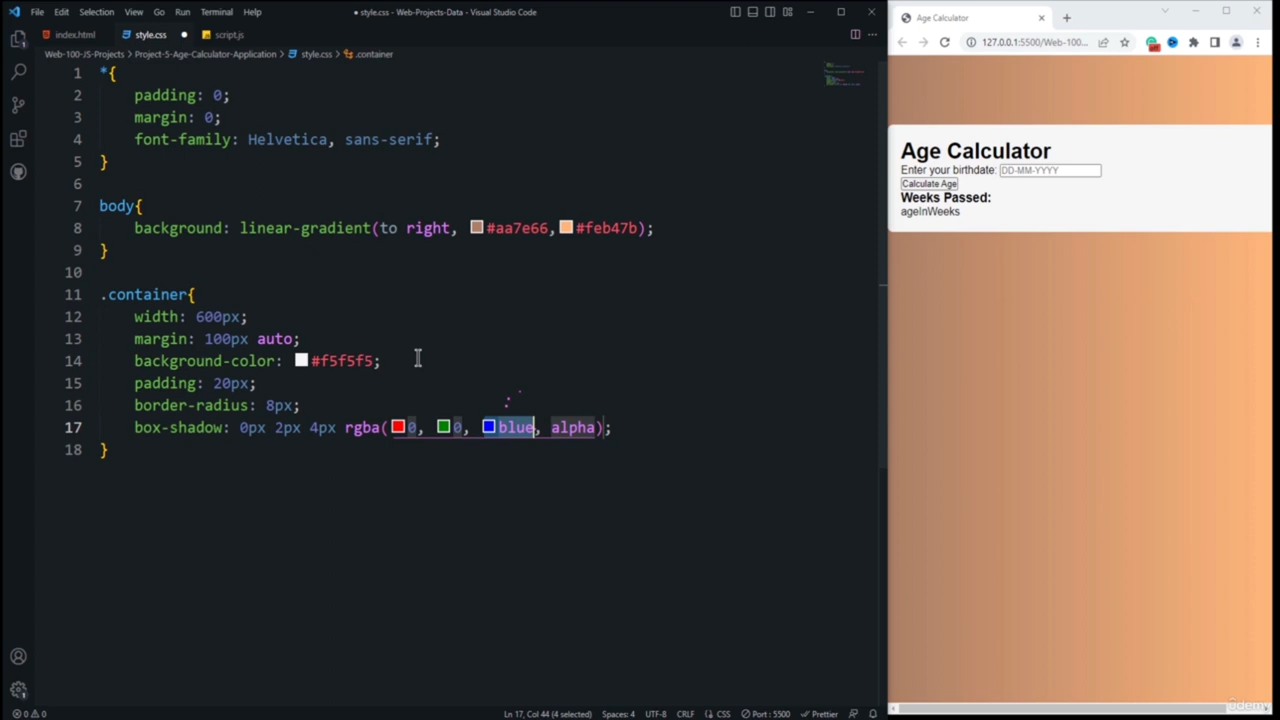 File Edit Selection View Go Run Terminal Help
● style.css - Web-Projects-Data - Visual Studio Code
index.html style.css ● script.js
Web-100-JS-Projects > Project-5-Age-Calculator-Application > style.css > .container
1 *{
2 padding: 0;
3 margin: 0;
4 font-family: Helvetica, sans-serif;
5 }
6
7 body{
8 background: linear-gradient(to right, #aa7e66,#feb47b);
9 }
10
11 .container{
12 width: 600px;
13 margin: 100px auto;
14 background-color: #f5f5f5;
15 padding: 20px;
16 border-radius: 8px;
17 box-shadow: 0px 2px 4px rgba(0, 0, blue, alpha);
18 }
0 0
Ln 17, Col 44 (4 selected) Spaces: 4 UTF-8 CRLF CSS Port : 5500 Prettier
Age Calculator
127.0.0.1:5500/Web-100...
Age Calculator
Enter your birthdate: DD-MM-YYYY
Calculate Age
Weeks Passed:
ageInWeeks
Udemy